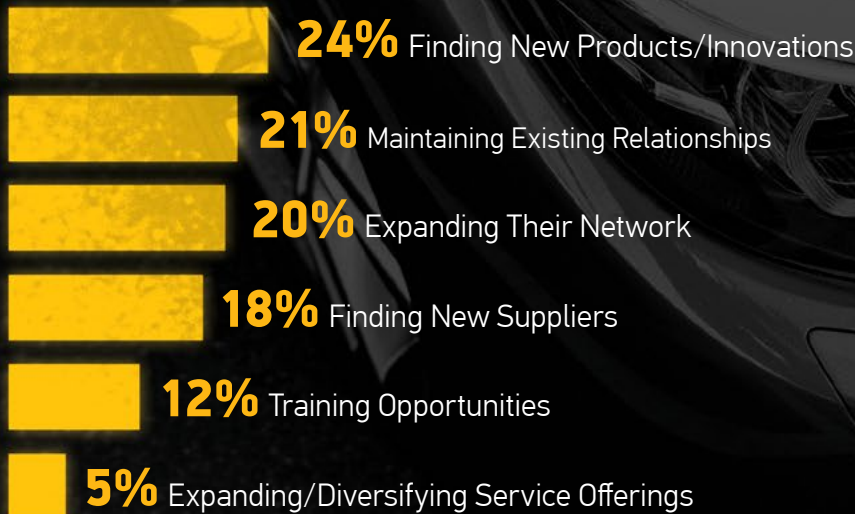 24% Finding New Products/Innovations
21% Maintaining Existing Relationships
20% Expanding Their Network
18% Finding New Suppliers
12% Training Opportunities
5% Expanding/Diversifying Service Offerings